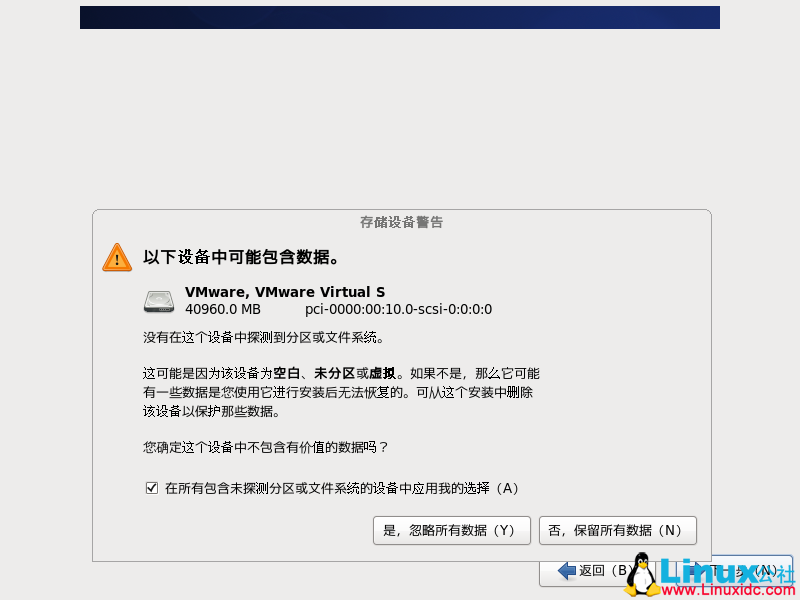 存储设备警告
以下设备中可能包含数据。
VMware, VMware Virtual S
40960.0 MB pci-0000:00:10.0-scsi-0:0:0:0
没有在这个设备中探测到分区或文件系统。
这可能是因为该设备为空白、未分区或虚拟。如果不是，那么它可能
有一些数据是您使用它进行安装后无法恢复的。可从这个安装中删除
该设备以保护那些数据。
您确定这个设备中不包含有价值的数据吗？
在所有包含未探测分区或文件系统的设备中应用我的选择（A）
是，忽略所有数据（Y）
否，保留所有数据（N）
返回（B）
下一步（N）
Linux公社
www.Linuxidc.com